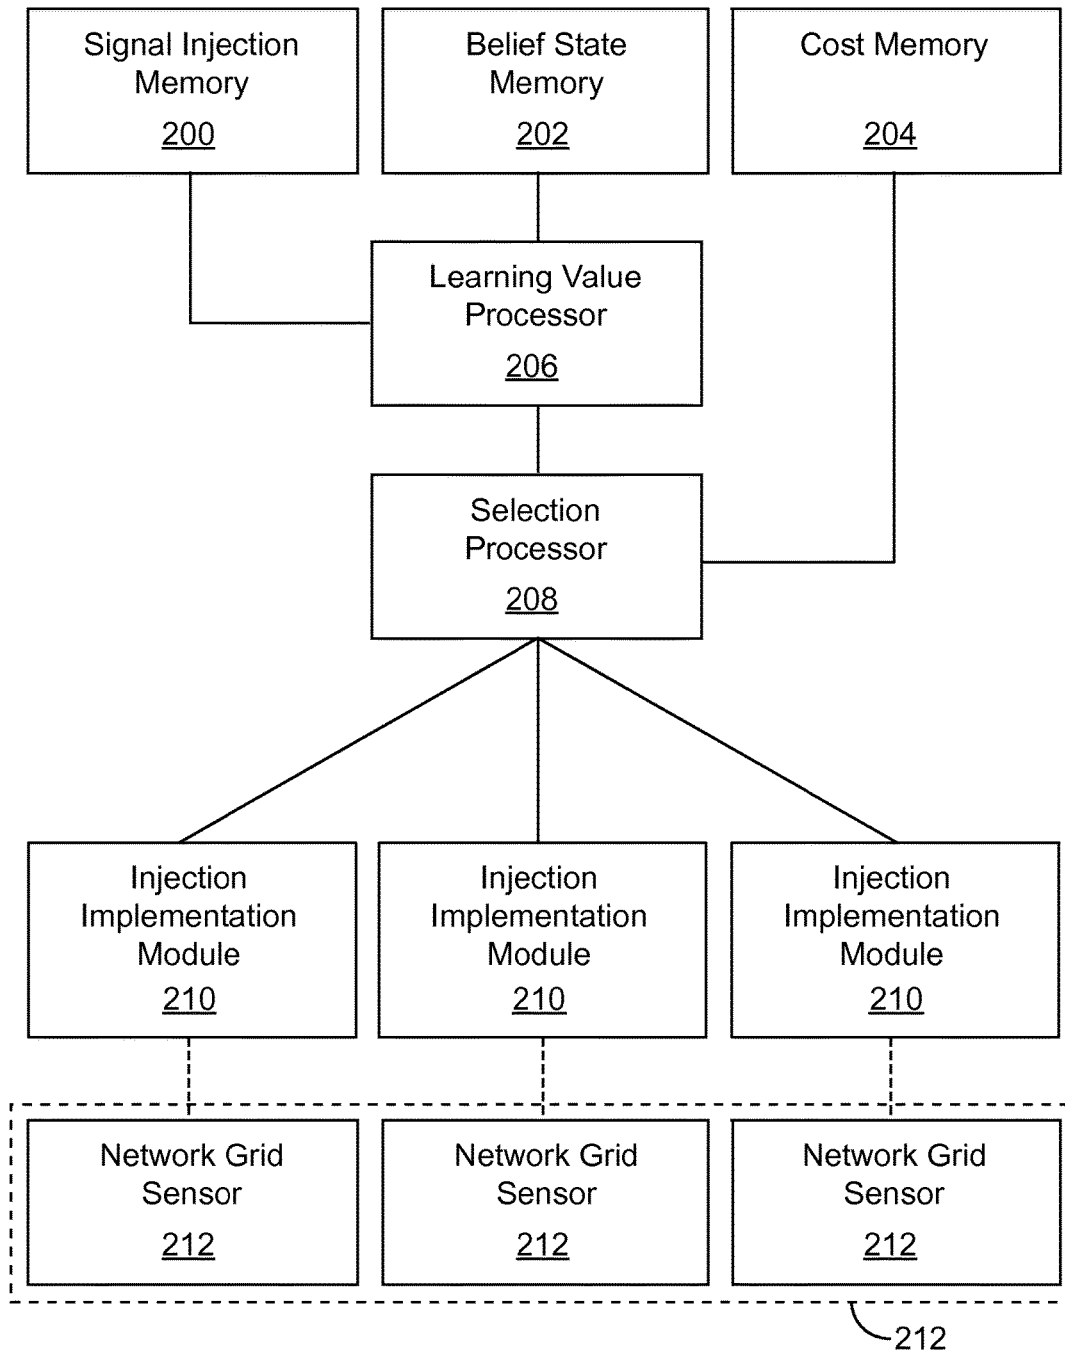 Signal Injection
Memory
200
Belief State
Memory
202
Cost Memory
204
Learning Value
Processor
206
Selection
Processor
208
Injection
Implementation
Module
210
Injection
Implementation
Module
210
Injection
Implementation
Module
210
Network Grid
Sensor
212
Network Grid
Sensor
212
Network Grid
Sensor
212
212